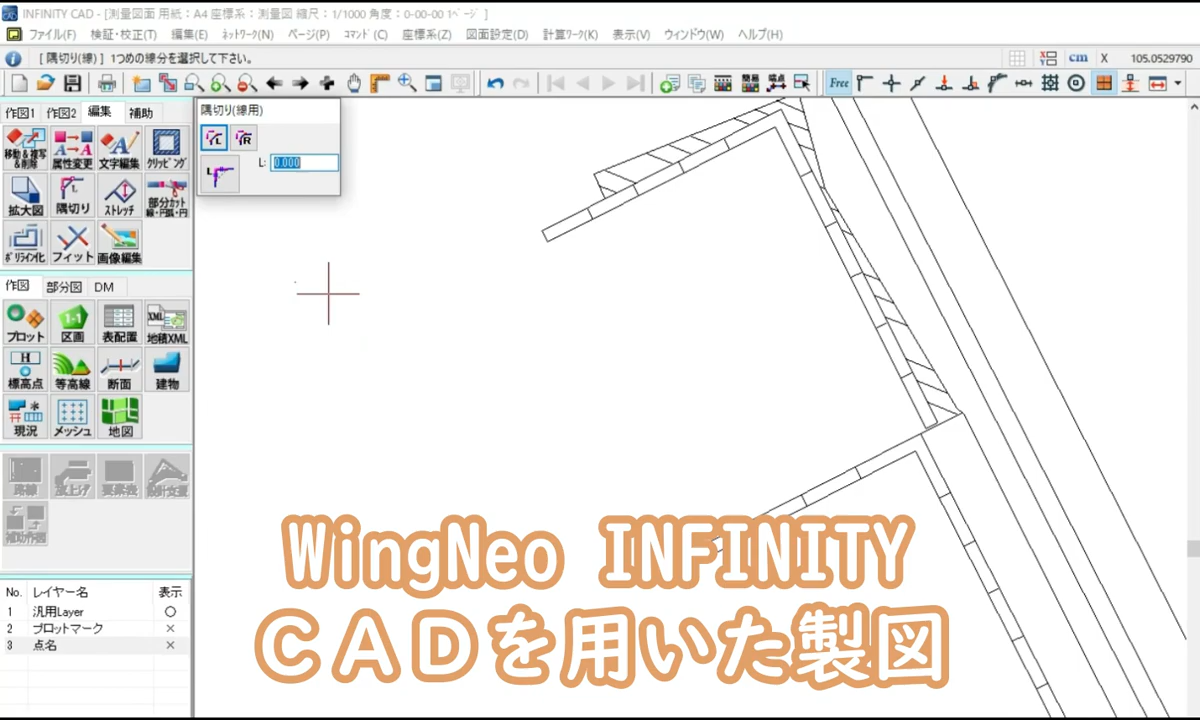 INFINITY CAD - [測量図面 用紙：A4 座標系：測量図 縮尺：1/1000 角度：0-00-00 1ﾍﾟｰｼﾞ ]
ファイル(F) 検証・校正(T) 編集(E) ﾈｯﾄﾜｰｸ(N) ページ(P) ｺﾏﾝﾄﾞ(C) 座標系(Z) 図面設定(D) 計算ﾜｰｸ(K) 表示(V) ウィンドウ(W) ヘルプ(H)
[ 隅切り(線) ] 1つめの線分を選択して下さい。 cm X 105.0529790
Free
作図1 作図2 編集 補助
隅切り(線用)
L: 0.000
移動&複写&削除 属性変更 文字編集 ｸﾘｯﾋﾟﾝｸﾞ
拡大図 隅切り ｽﾄﾚｯﾁ 部分ｶｯﾄ 線・円弧・円
ﾎﾟﾘﾗｲﾝ化 フィット 画像編集
作図 部分図 DM
プロット 区画 表配置 地積XML
標高点 等高線 断面 建物
現況 メッシュ 地図
路線 要素表 設計支援
補助作図
No. レイヤー名 表示
1 汎用Layer ○
2 プロットマーク ×
3 点名 ×
WingNeo INFINITY
ＣＡＤを用いた製図